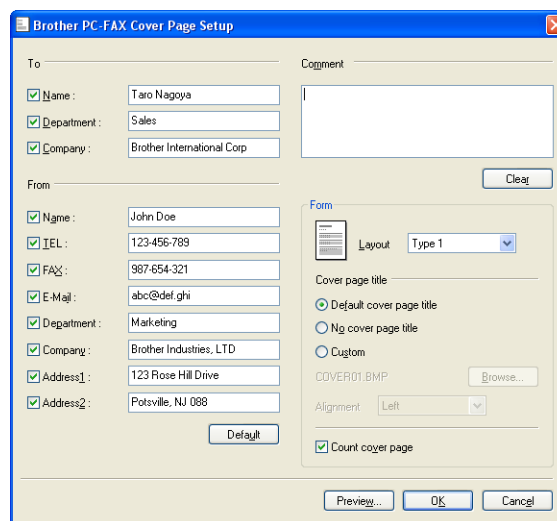 Brother PC-FAX Cover Page Setup
To
Name :
Taro Nagoya
Department :
Sales
Company :
Brother International Corp
From
Name :
John Doe
TEL :
123-456-789
FAX :
987-654-321
E-Mail :
abc@def.ghi
Department :
Marketing
Company :
Brother Industries, LTD
Address1 :
123 Rose Hill Drive
Address2 :
Potsville, NJ 088
Default
Comment
Clear
Form
Layout
Type 1
Cover page title
Default cover page title
No cover page title
Custom
COVER01.BMP
Browse...
Alignment
Left
Count cover page
Preview...
OK
Cancel